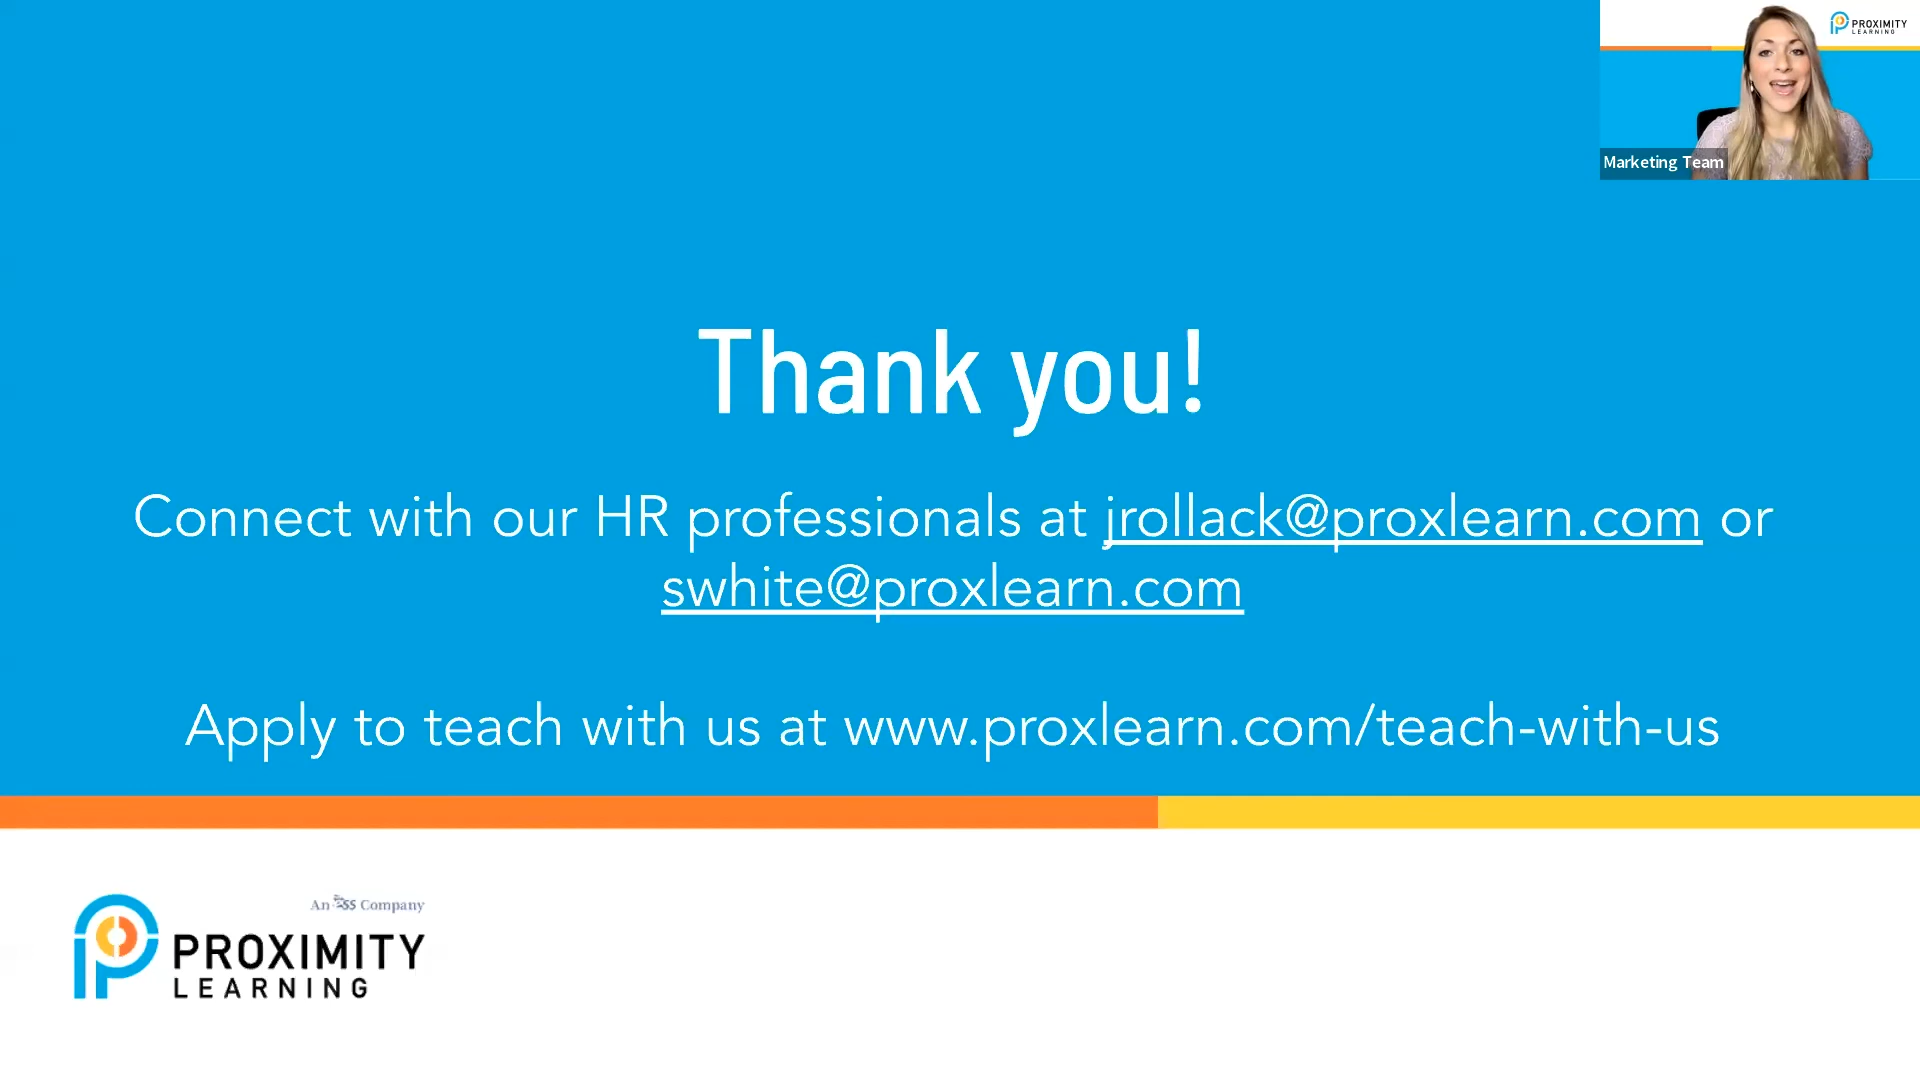 PROXIMITY
LEARNING
Marketing Team
Thank you!
Connect with our HR professionals at jrollack@proxlearn.com or
swhite@proxlearn.com
Apply to teach with us at www.proxlearn.com/teach-with-us
An ESS Company
PROXIMITY
LEARNING